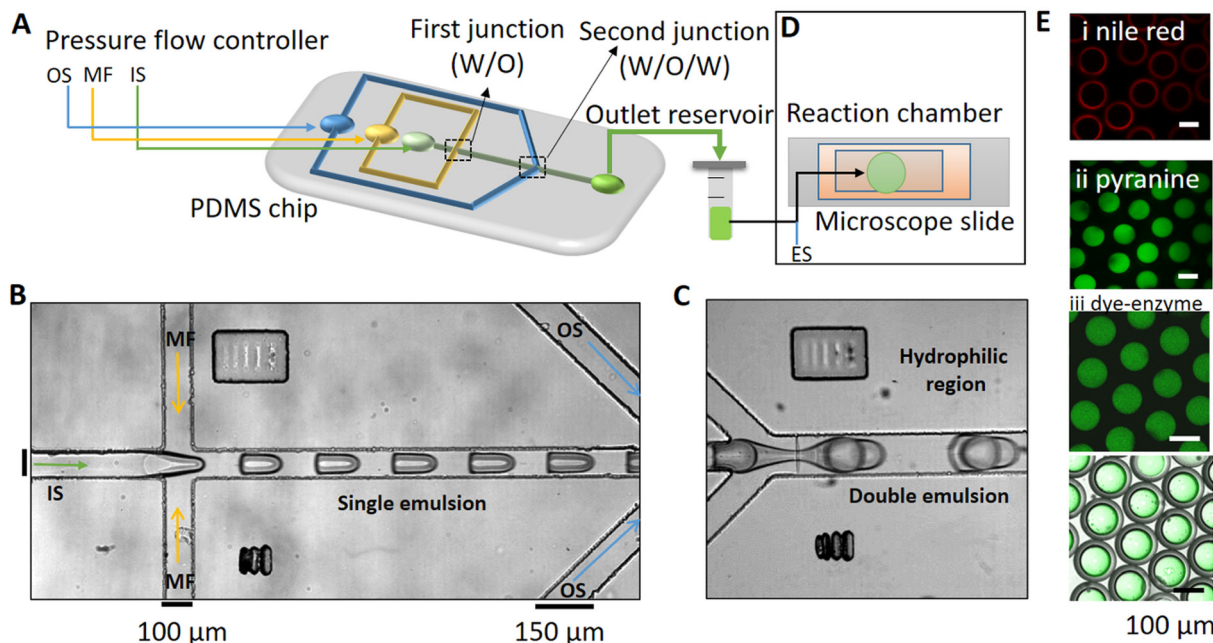 A
Pressure flow controller
OS MF IS
First junction
(W/O)
Second junction
(W/O/W)
Outlet reservoir
PDMS chip
D
Reaction chamber
Microscope slide
ES
E
i nile red
ii pyranine
iii dye-enzyme
B
MF
OS
IS
Single emulsion
MF
OS
100 μm
150 μm
C
Hydrophilic
region
Double emulsion
100 μm